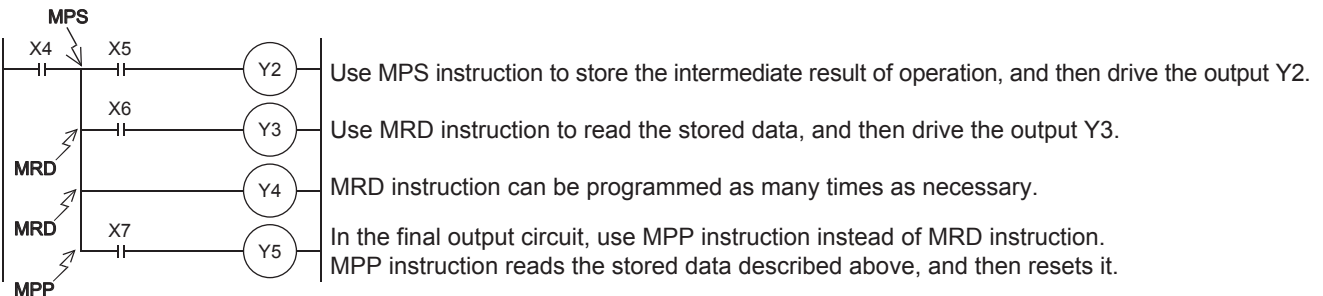 MPS
X4 X5
Y2 Use MPS instruction to store the intermediate result of operation, and then drive the output Y2.
X6
Y3 Use MRD instruction to read the stored data, and then drive the output Y3.
MRD
Y4 MRD instruction can be programmed as many times as necessary.
MRD X7
Y5 In the final output circuit, use MPP instruction instead of MRD instruction.
MPP instruction reads the stored data described above, and then resets it.
MPP